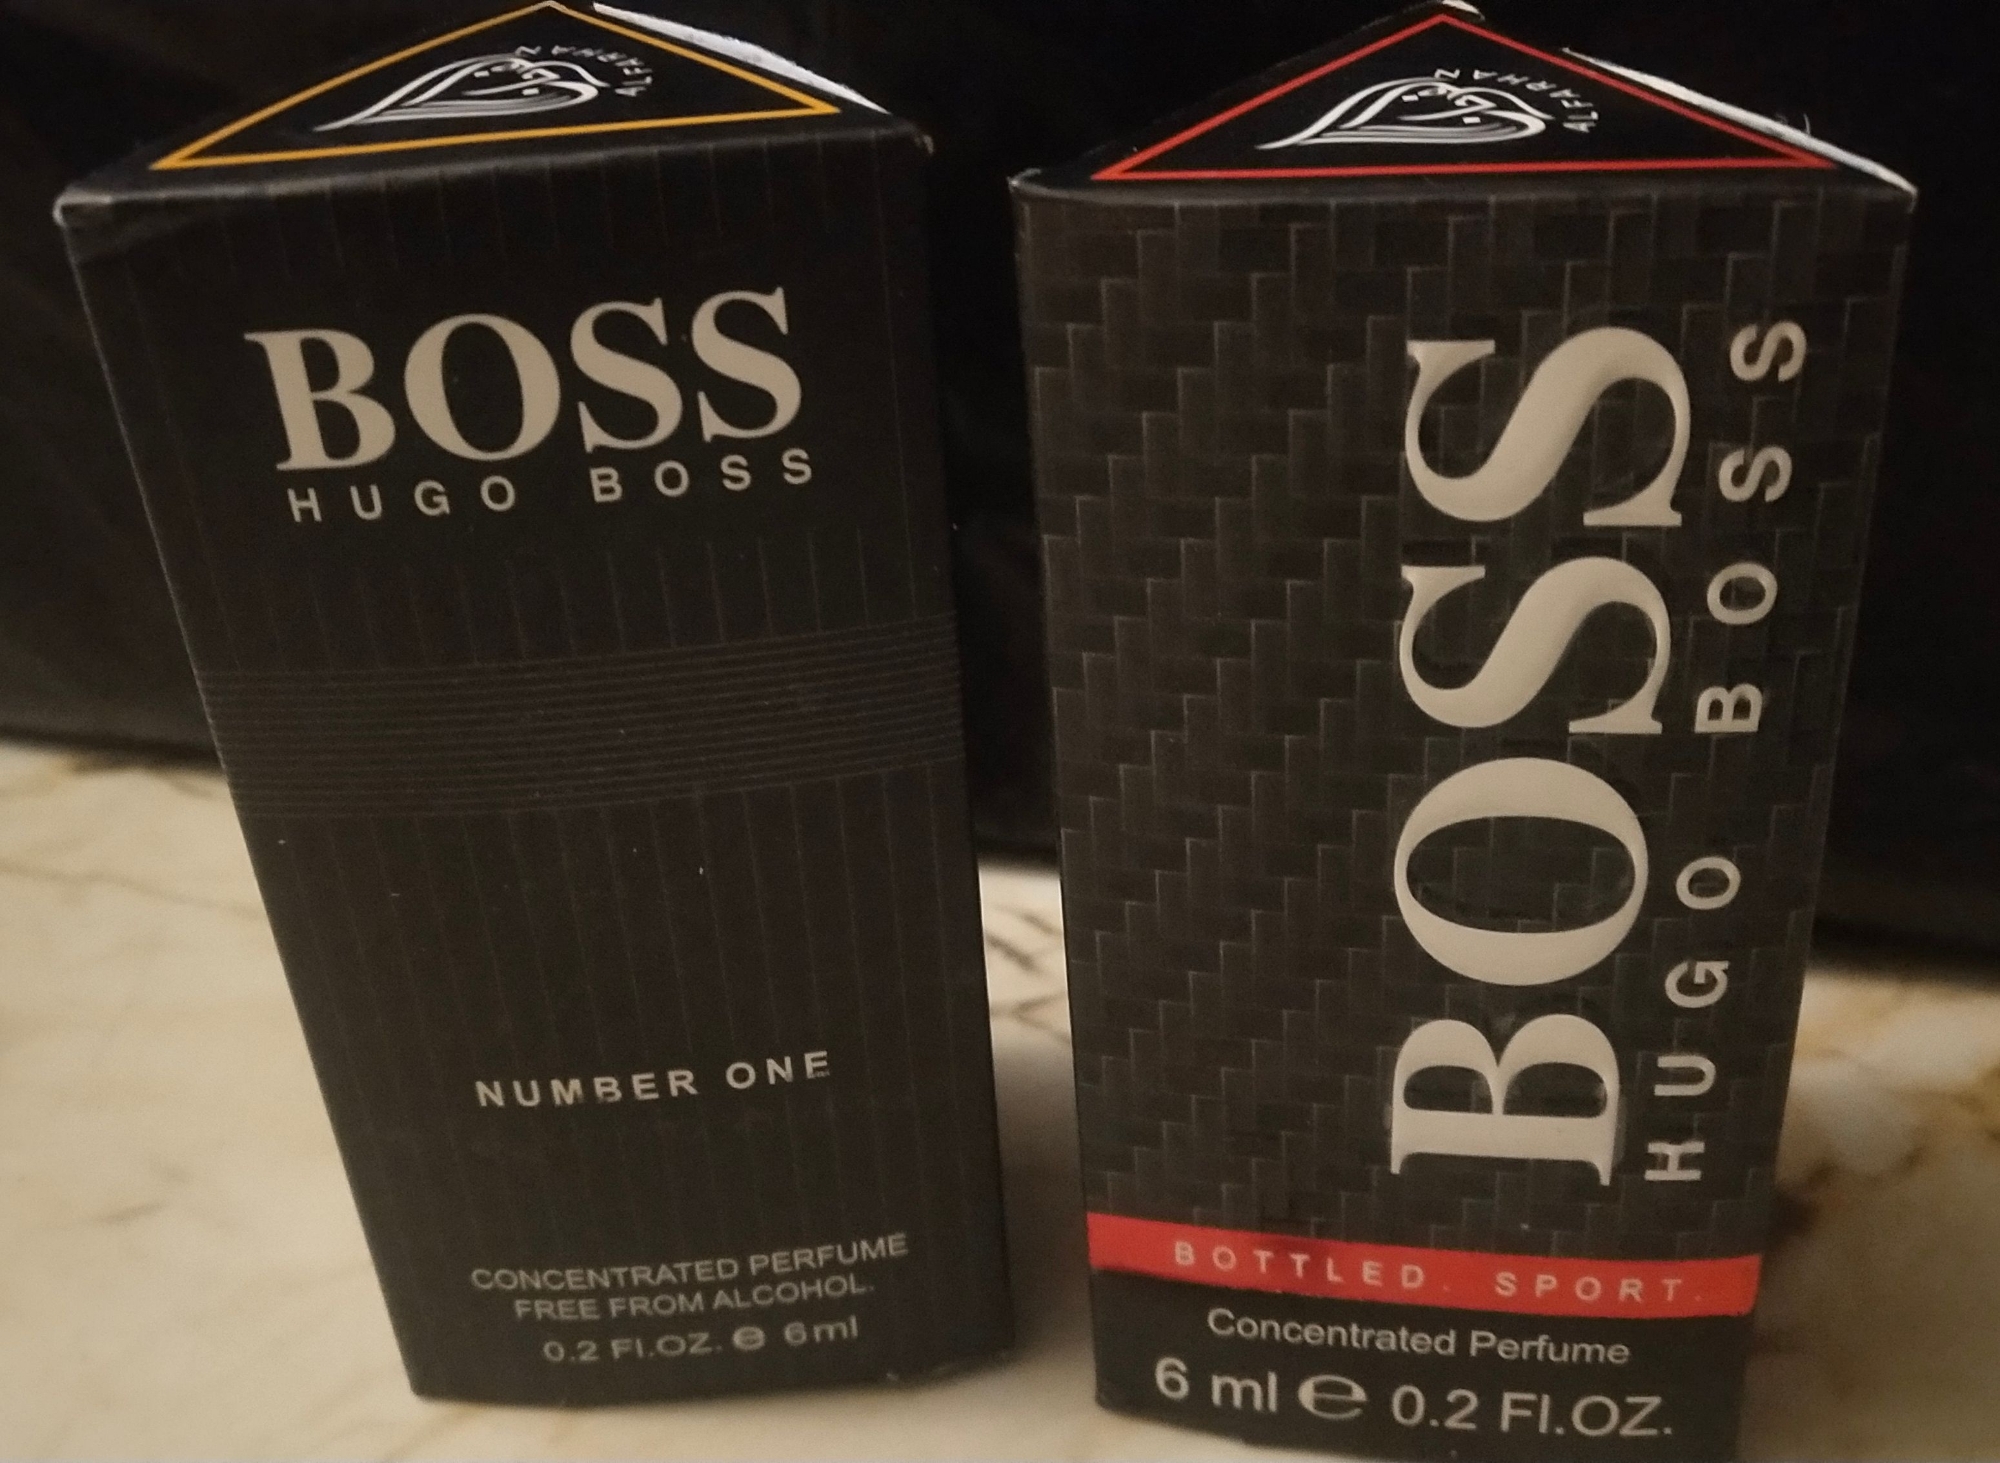 ALFARHAN
BOSS
HUGO BOSS
NUMBER ONE
CONCENTRATED PERFUME
FREE FROM ALCOHOL.
0.2 Fl.OZ. e 6ml
ALFARHAN
BOSS
HUGO BOSS
BOTTLED. SPORT.
Concentrated Perfume
6 ml e 0.2 Fl.OZ.